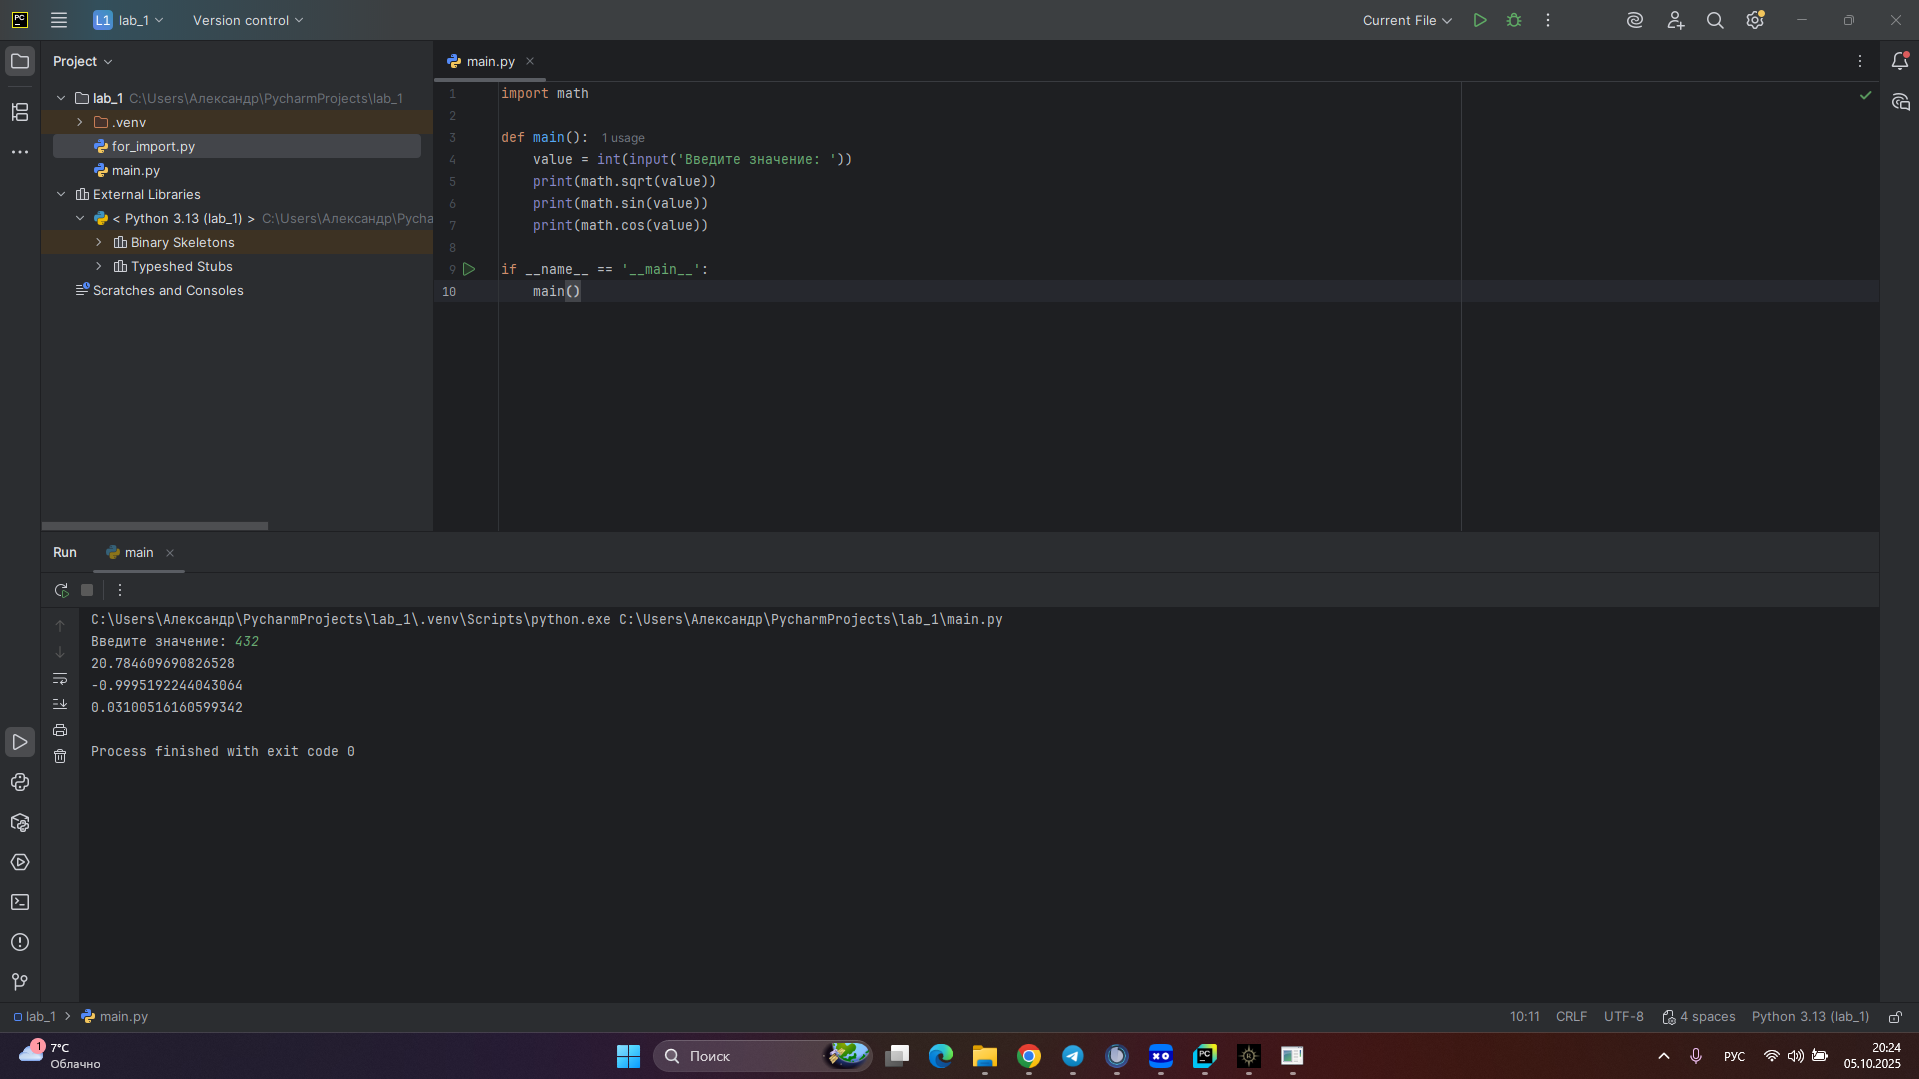 L1 lab_1 Version control Current File
Project
main.py
lab_1 C:\Users\Александр\PycharmProjects\lab_1
.venv
for_import.py
main.py
External Libraries
< Python 3.13 (lab_1) > C:\Users\Александр\Pycha
Binary Skeletons
Typeshed Stubs
Scratches and Consoles
1 import math
2
3 def main(): 1 usage
4 value = int(input('Введите значение: '))
5 print(math.sqrt(value))
6 print(math.sin(value))
7 print(math.cos(value))
8
9 if __name__ == '__main__':
10 main()
Run main
C:\Users\Александр\PycharmProjects\lab_1\.venv\Scripts\python.exe C:\Users\Александр\PycharmProjects\lab_1\main.py
Введите значение: 432
20.784609690826528
-0.9995192244043064
0.03100516160599342
Process finished with exit code 0
lab_1 > main.py 10:11 CRLF UTF-8 4 spaces Python 3.13 (lab_1)
1 7°C
Облачно
Поиск
РУС
20:24
05.10.2025